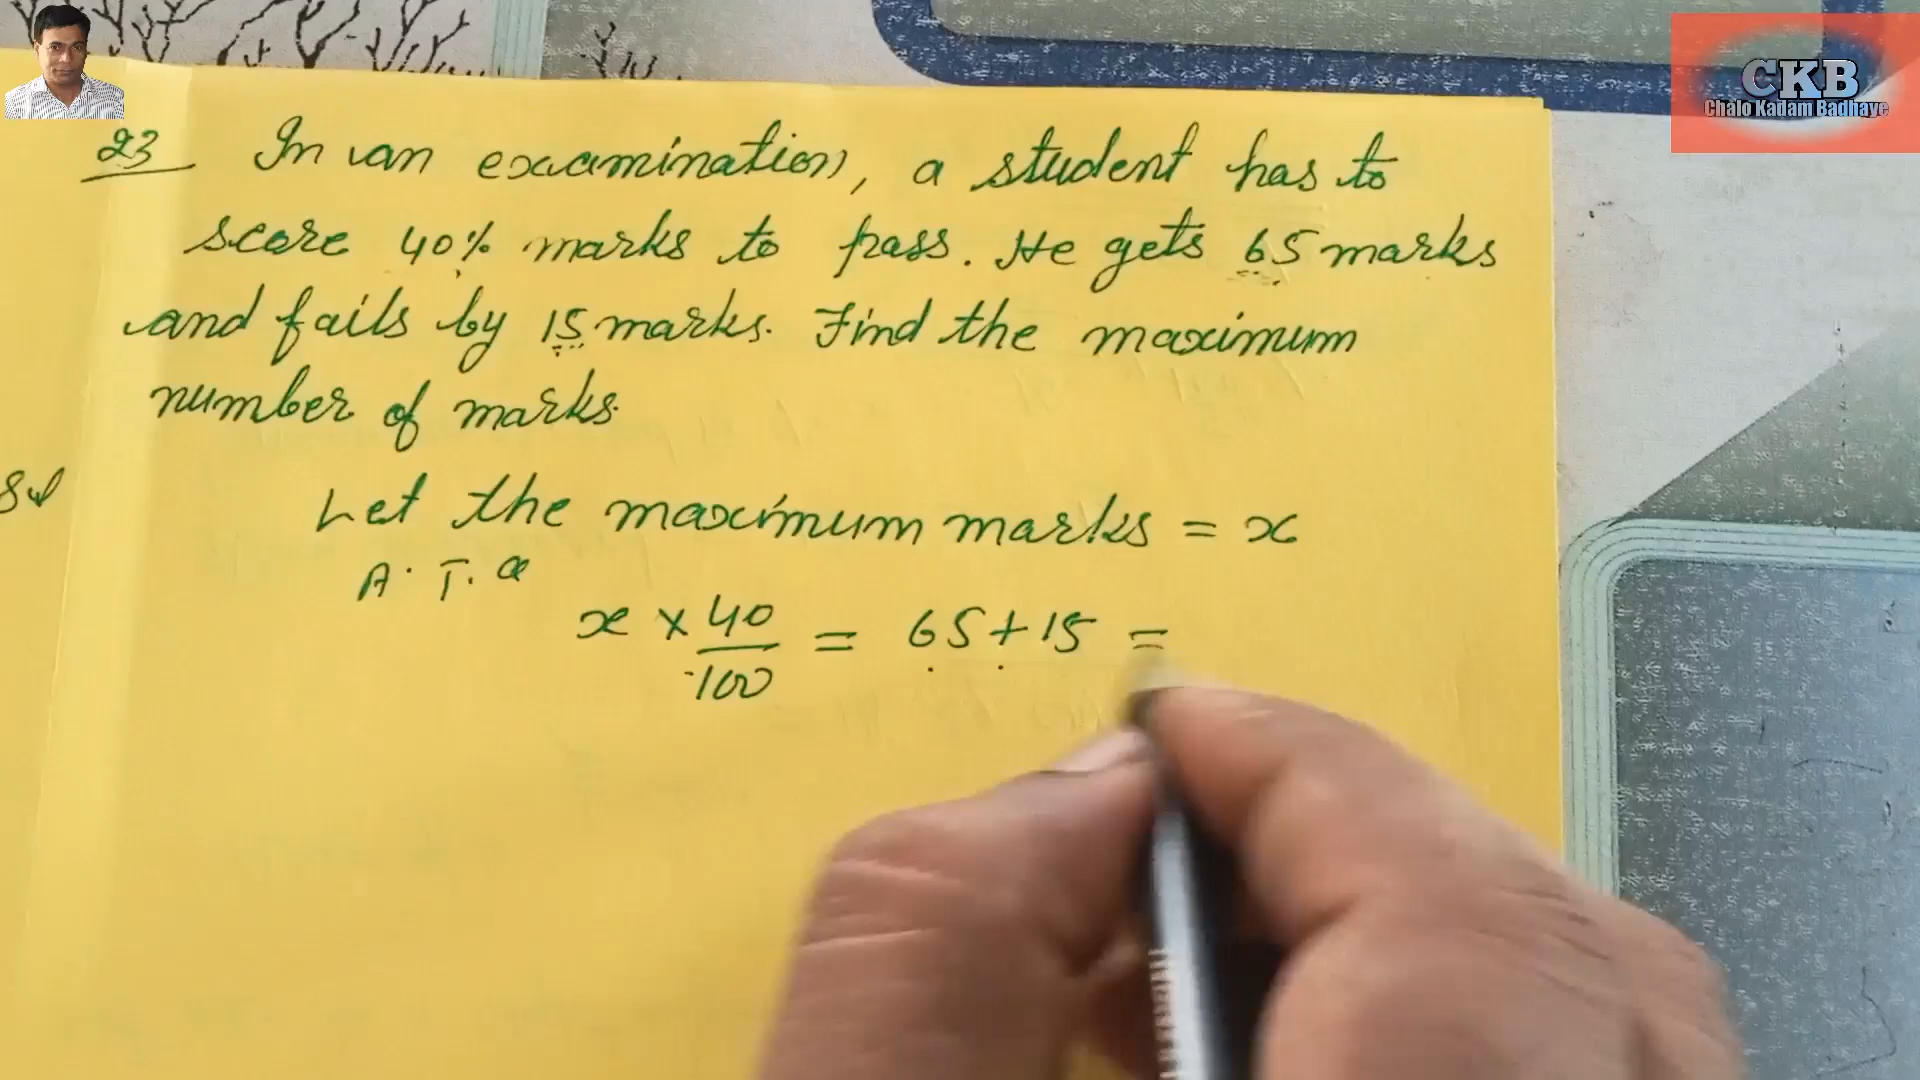 CKB
Chalo Kadam Badhaye
23 In an examination, a student has to
score 40% marks to pass. He gets 65 marks
and fails by 15 marks. Find the maximum
number of marks.
Sol
Let the maximum marks = x
A. T. Q
x × 40/100 = 65 + 15 =